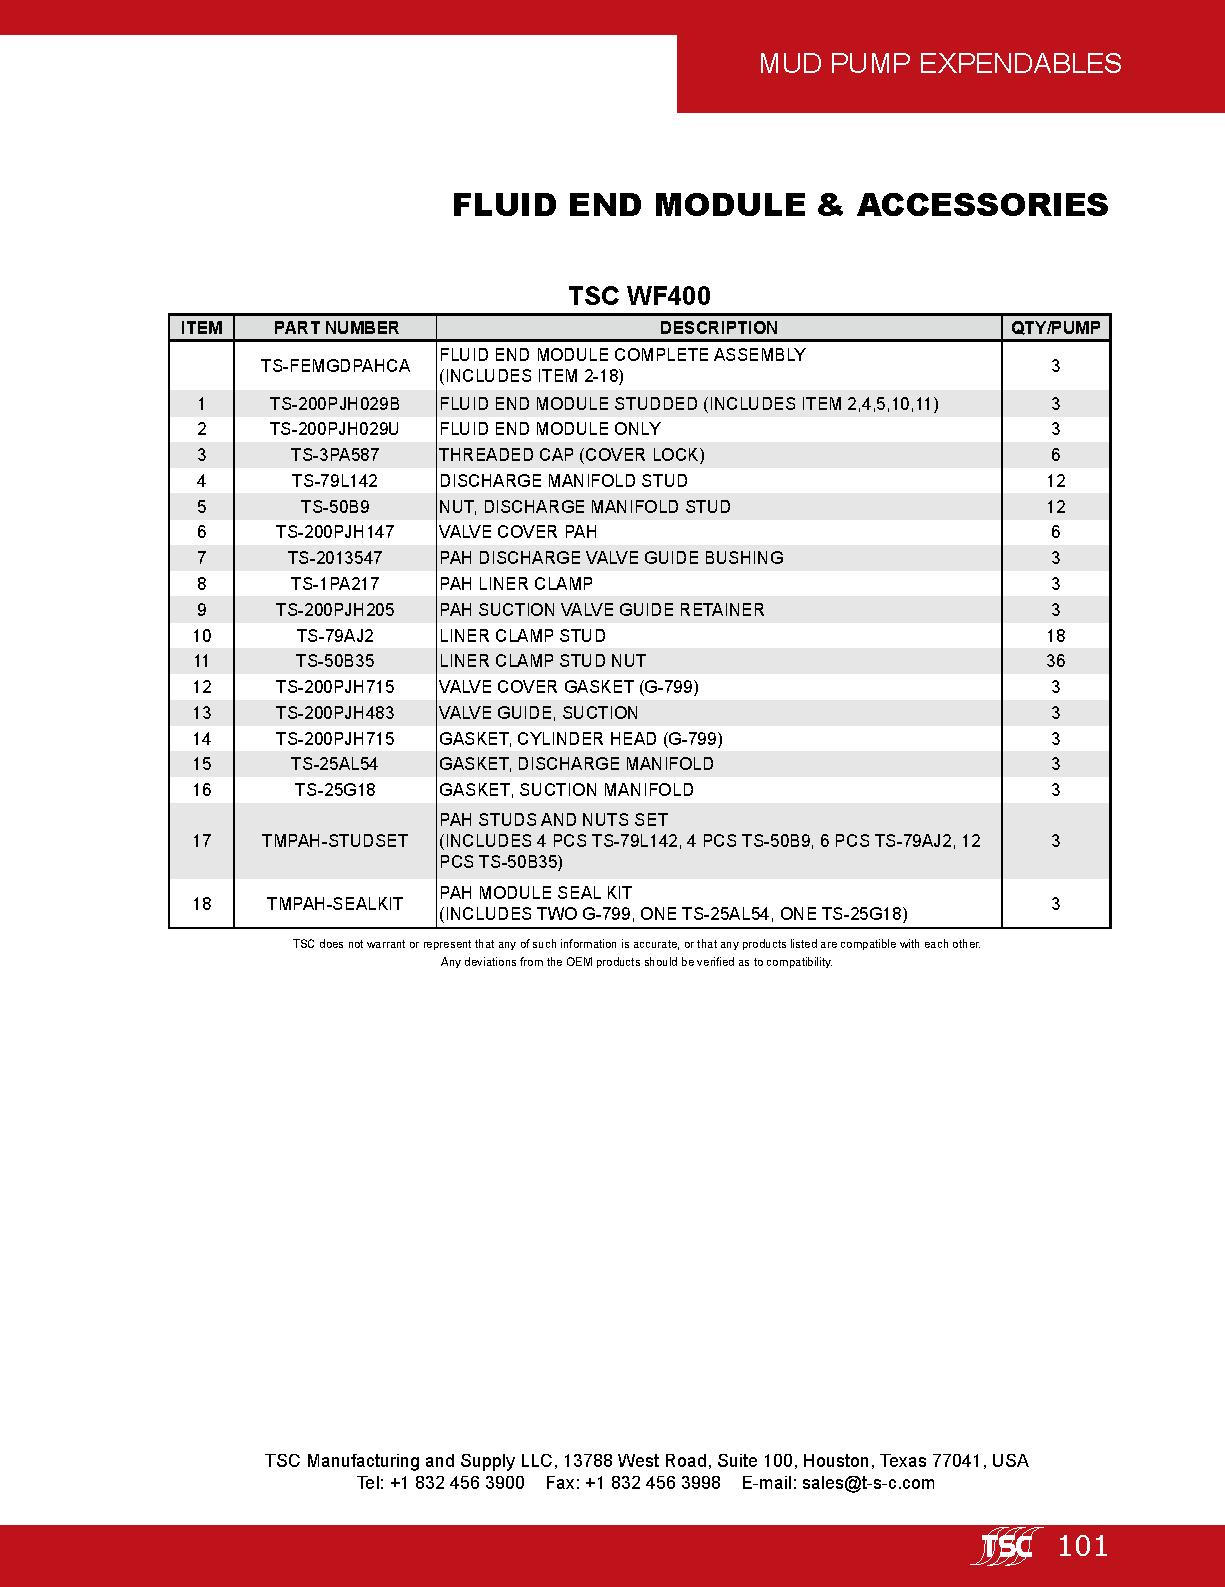 MUD PUMP EXPENDABLES
FLUID END MODULE & ACCESSORIES
TSC WF400
ITEM PART NUMBER DESCRIPTION QTY/PUMP
TS-FEMGDPAHCA FLUID END MODULE COMPLETE ASSEMBLY (INCLUDES ITEM 2-18) 3
1 TS-200PJH029B FLUID END MODULE STUDDED (INCLUDES ITEM 2,4,5,10,11) 3
2 TS-200PJH029U FLUID END MODULE ONLY 3
3 TS-3PA587 THREADED CAP (COVER LOCK) 6
4 TS-79L142 DISCHARGE MANIFOLD STUD 12
5 TS-50B9 NUT, DISCHARGE MANIFOLD STUD 12
6 TS-200PJH147 VALVE COVER PAH 6
7 TS-2013547 PAH DISCHARGE VALVE GUIDE BUSHING 3
8 TS-1PA217 PAH LINER CLAMP 3
9 TS-200PJH205 PAH SUCTION VALVE GUIDE RETAINER 3
10 TS-79AJ2 LINER CLAMP STUD 18
11 TS-50B35 LINER CLAMP STUD NUT 36
12 TS-200PJH715 VALVE COVER GASKET (G-799) 3
13 TS-200PJH483 VALVE GUIDE, SUCTION 3
14 TS-200PJH715 GASKET, CYLINDER HEAD (G-799) 3
15 TS-25AL54 GASKET, DISCHARGE MANIFOLD 3
16 TS-25G18 GASKET, SUCTION MANIFOLD 3
17 TMPAH-STUDSET PAH STUDS AND NUTS SET
(INCLUDES 4 PCS TS-79L142, 4 PCS TS-50B9, 6 PCS TS-79AJ2, 12
PCS TS-50B35) 3
18 TMPAH-SEALKIT PAH MODULE SEAL KIT
(INCLUDES TWO G-799, ONE TS-25AL54, ONE TS-25G18) 3
TSC does not warrant or represent that any of such information is accurate, or that any products listed are compatible with each other.
Any deviations from the OEM products should be verified as to compatibility.
TSC Manufacturing and Supply LLC, 13788 West Road, Suite 100, Houston, Texas 77041, USA
Tel: +1 832 456 3900 Fax: +1 832 456 3998 E-mail: sales@t-s-c.com
TSC 101